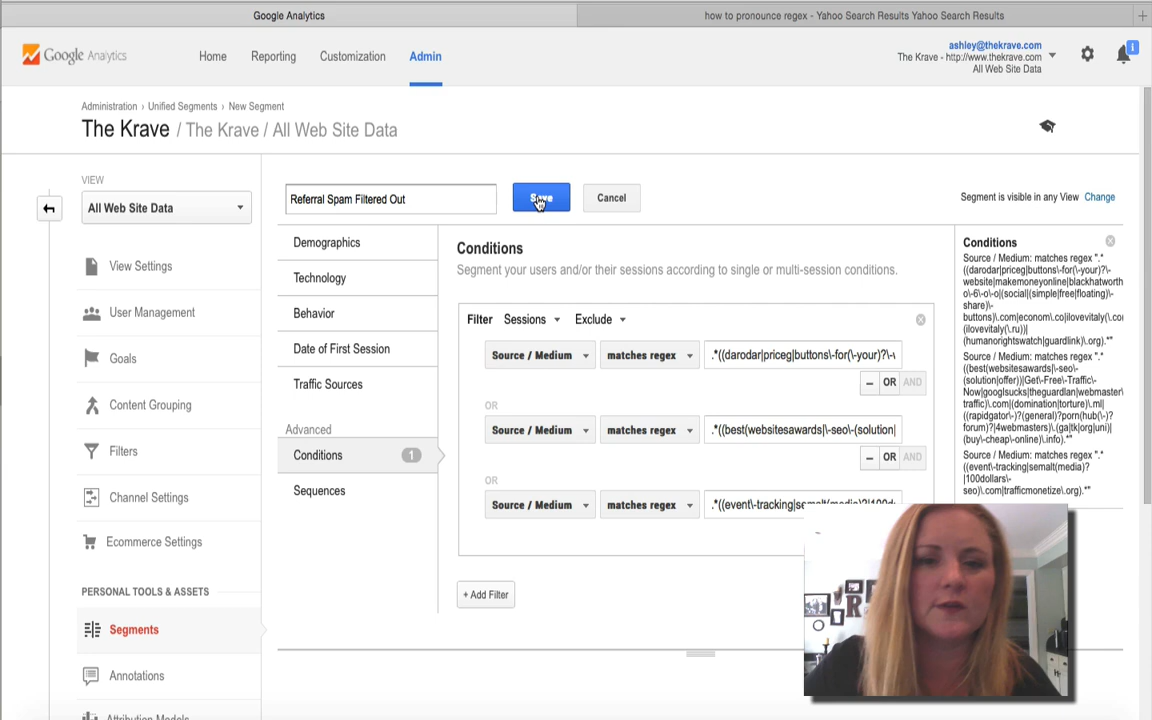 Google Analytics
how to pronounce regex - Yahoo Search Results Yahoo Search Results
Google Analytics
Home
Reporting
Customization
Admin
ashley@thekrave.com
The Krave - http://www.thekrave.com
All Web Site Data
Administration › Unified Segments › New Segment
The Krave / The Krave / All Web Site Data
VIEW
All Web Site Data
Referral Spam Filtered Out
Save
Cancel
Segment is visible in any View Change
View Settings
User Management
Goals
Content Grouping
Filters
Channel Settings
Ecommerce Settings
PERSONAL TOOLS & ASSETS
Segments
Annotations
Attribution Models
Demographics
Technology
Behavior
Date of First Session
Traffic Sources
Advanced
Conditions 1
Sequences
Conditions
Segment your users and/or their sessions according to single or multi-session conditions.
Filter Sessions Exclude
Source / Medium matches regex .*((darodar|priceg|buttons\-for(\-your)?\-
– OR AND
OR
Source / Medium matches regex .*((best(websitesawards|\-seo\-(solution|
– OR AND
OR
Source / Medium matches regex .*((event\-tracking|semalt(media)?|100d
+ Add Filter
Conditions
Source / Medium: matches regex ".*
((darodar|priceg|buttons\-for(\-your)?\-
website|makemoneyonline|blackhatworth
o\-6\-o\-o|(social|(simple|free|floating)\-
share)\-
buttons)\.com|econom\.co|ilovevitaly(\.co
(ilovevitaly(\.ru))|
(humanorightswatch|guardlink)\.org).*"
Source / Medium: matches regex ".*
((best(websitesawards|\-seo\-
(solution|offer))|Get\-Free\-Traffic\-
Now|googlsucks|theguardlan|webmaster
traffic)\.com|(domination|torture)\.ml|
((rapidgator\-)?(general)?porn(hub(\-)?
forum)?|4webmasters)\.(ga|tk|org|uni)|
(buy\-cheap\-online)\.info).*"
Source / Medium: matches regex ".*
((event\-tracking|semalt(media)?
|100dollars\-
seo)\.com|trafficmonetize\.org).*"
R